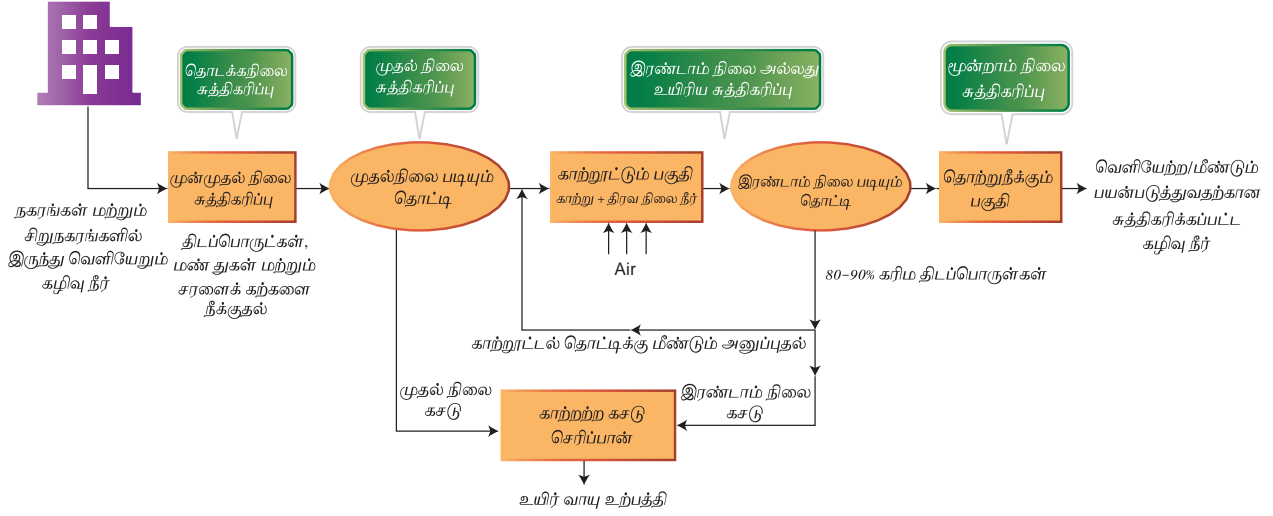 தொடக்கநிலை
சுத்திகரிப்பு
முதல் நிலை
சுத்திகரிப்பு
இரண்டாம் நிலை அல்லது
உயிரிய சுத்திகரிப்பு
மூன்றாம் நிலை
சுத்திகரிப்பு
நகரங்கள் மற்றும்
சிறுநகரங்களில்
இருந்து வெளியேறும்
கழிவு நீர்
முன்முதல் நிலை
சுத்திகரிப்பு
திடப்பொருட்கள்,
மண் துகள் மற்றும்
சரளைக் கற்களை
நீக்குதல்
முதல்நிலை படியும்
தொட்டி
காற்றூட்டும் பகுதி
காற்று + திரவ நிலை நீர்
Air
இரண்டாம் நிலை படியும்
தொட்டி
தொற்றுநீக்கும்
பகுதி
வெளியேற்ற/மீண்டும்
பயன்படுத்துவதற்கான
சுத்திகரிக்கப்பட்ட
கழிவு நீர்
80-90% கரிம திடப்பொருள்கள்
காற்றூட்டல் தொட்டிக்கு மீண்டும் அனுப்புதல்
முதல் நிலை
கசடு
இரண்டாம் நிலை
கசடு
காற்றற்ற கசடு
செரிப்பான்
உயிர் வாயு உற்பத்தி